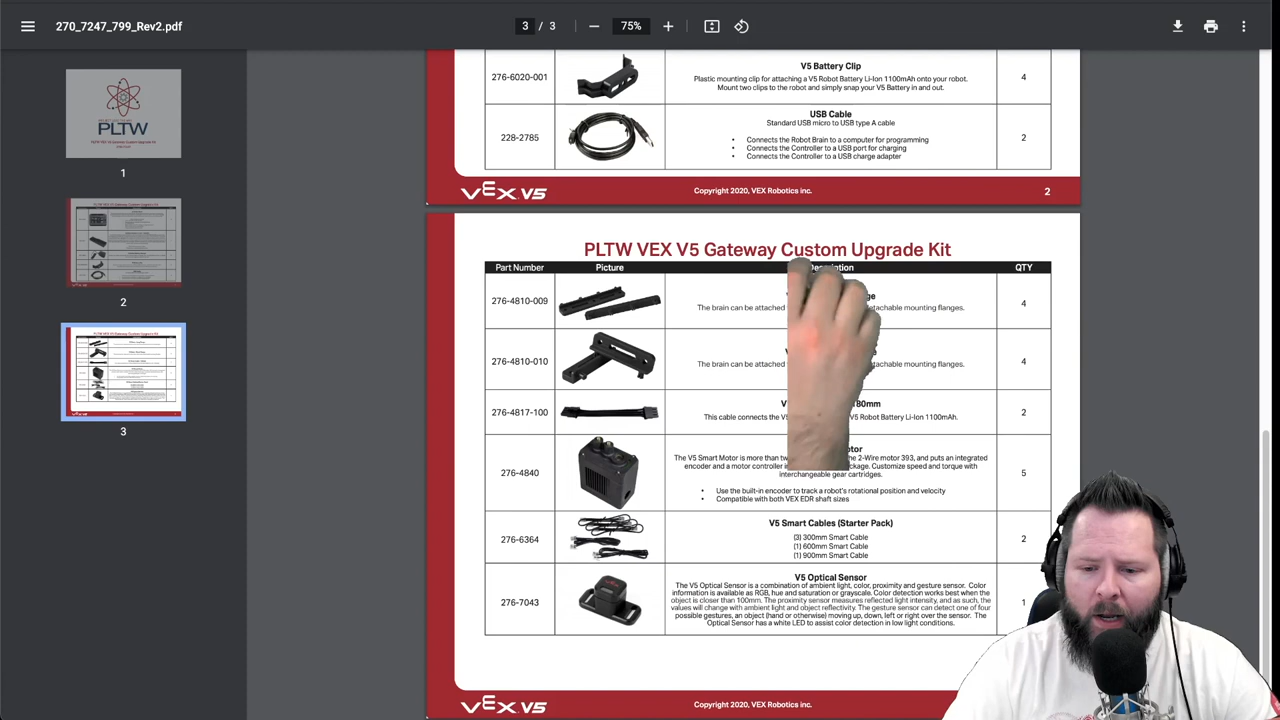 270_7247_799_Rev2.pdf
3 / 3
75%
PLTW
1
2
3
276-6020-001
V5 Battery Clip
Plastic mounting clip for attaching a V5 Robot Battery Li-Ion 1100mAh onto your robot.
Mount two clips to the robot and simply snap your V5 Battery in and out.
4
228-2785
USB Cable
Standard USB micro to USB type A cable
• Connects the Robot Brain to a computer for programming
• Connects the Controller to a USB port for charging
• Connects the Controller to a USB charge adapter
2
VEX V5
Copyright 2020, VEX Robotics inc.
2
PLTW VEX V5 Gateway Custom Upgrade Kit
Part Number Picture Description QTY
276-4810-009
The brain can be attached etachable mounting flanges.
4
276-4810-010
The brain can be attached etachable mounting flanges.
4
276-4817-100
80mm
This cable connects the V5 Robot Battery Li-Ion 1100mAh.
2
276-4840
The V5 Smart Motor is more than the 2-Wire motor 393, and puts an integrated
encoder and a motor controller Customize speed and torque with
interchangeable gear cartridges.
• Use the built-in encoder to track a robot's rotational position and velocity
• Compatible with both VEX EDR shaft sizes
5
276-6364
V5 Smart Cables (Starter Pack)
(3) 300mm Smart Cable
(1) 600mm Smart Cable
(1) 900mm Smart Cable
2
276-7043
V5 Optical Sensor
The V5 Optical Sensor is a combination of ambient light, color, proximity and gesture sensor. Color
information is available as RGB, hue and saturation or grayscale. Color detection works best when the
object is closer than 100mm. The proximity sensor measures reflected light intensity, and as such, the
values will change with ambient light and object reflectivity. The gesture sensor can detect one of four
possible gestures, an object (hand or otherwise) moving up, down, left or right over the sensor. The
Optical Sensor has a white LED to assist color detection in low light conditions.
1
VEX V5
Copyright 2020, VEX Robotics inc.